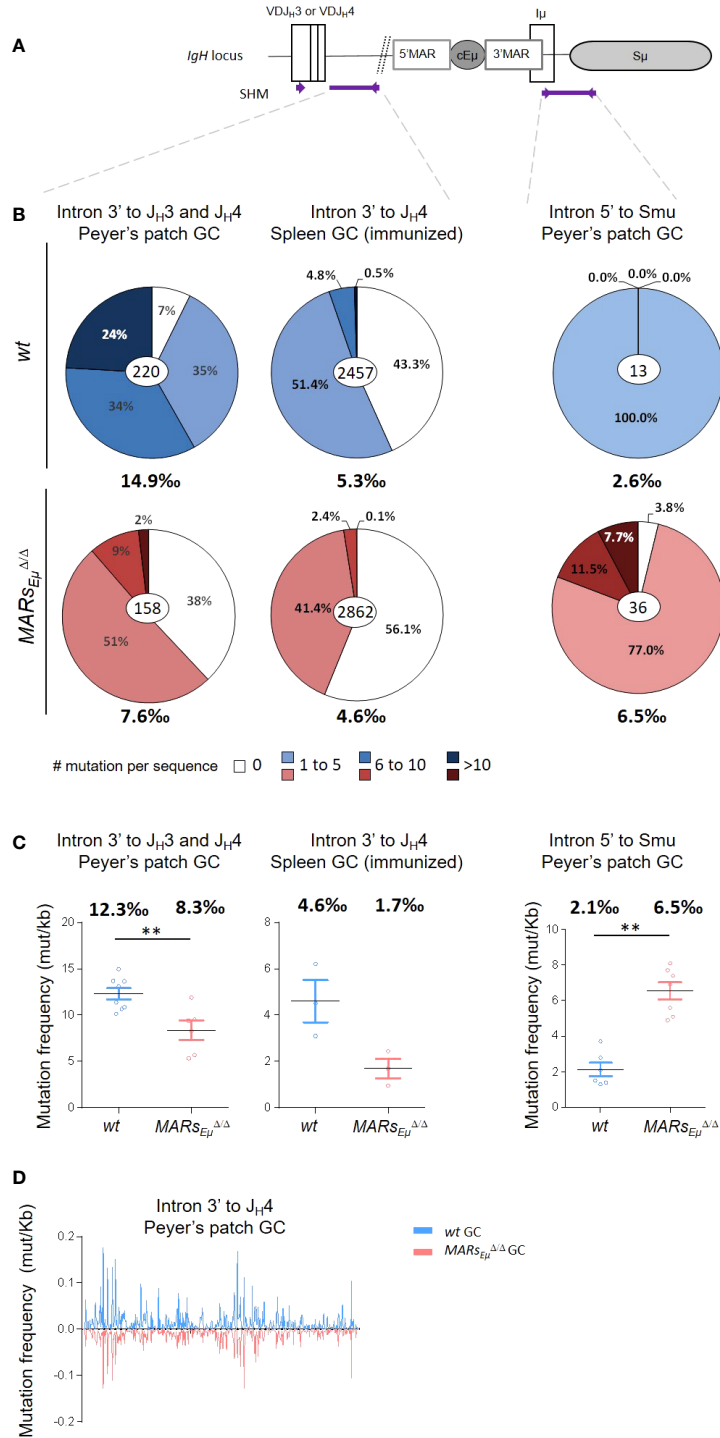 A
VDJH3 or VDJH4
Iµ
IgH locus
5'MAR
cEµ
3'MAR
Sµ
SHM
B
Intron 3' to JH3 and JH4
Peyer's patch GC
Intron 3' to JH4
Spleen GC (immunized)
Intron 5' to Smu
Peyer's patch GC
wt
7%
35%
34%
24%
220
14.9‰
4.8%
0.5%
43.3%
51.4%
2457
5.3‰
0.0%
0.0%
0.0%
13
100.0%
2.6‰
MARsEµ Δ/Δ
2%
9%
38%
51%
158
7.6‰
2.4%
0.1%
41.4%
56.1%
2862
4.6‰
3.8%
7.7%
11.5%
77.0%
36
6.5‰
# mutation per sequence
0
1 to 5
6 to 10
>10
C
Intron 3' to JH3 and JH4
Peyer's patch GC
Intron 3' to JH4
Spleen GC (immunized)
Intron 5' to Smu
Peyer's patch GC
Mutation frequency (mut/Kb)
12.3‰ 8.3‰
**
20
15
10
5
0
wt
MARsEµ Δ/Δ
4.6‰ 1.7‰
8
6
4
2
0
wt
MARsEµ Δ/Δ
Mutation frequency (mut/Kb)
2.1‰ 6.5‰
**
10
8
6
4
2
0
wt
MARsEµ Δ/Δ
D
Intron 3' to JH4
Peyer's patch GC
Mutation frequency (mut/Kb)
0.2
0.1
0.0
-0.1
-0.2
wt GC
MARsEµ Δ/Δ GC